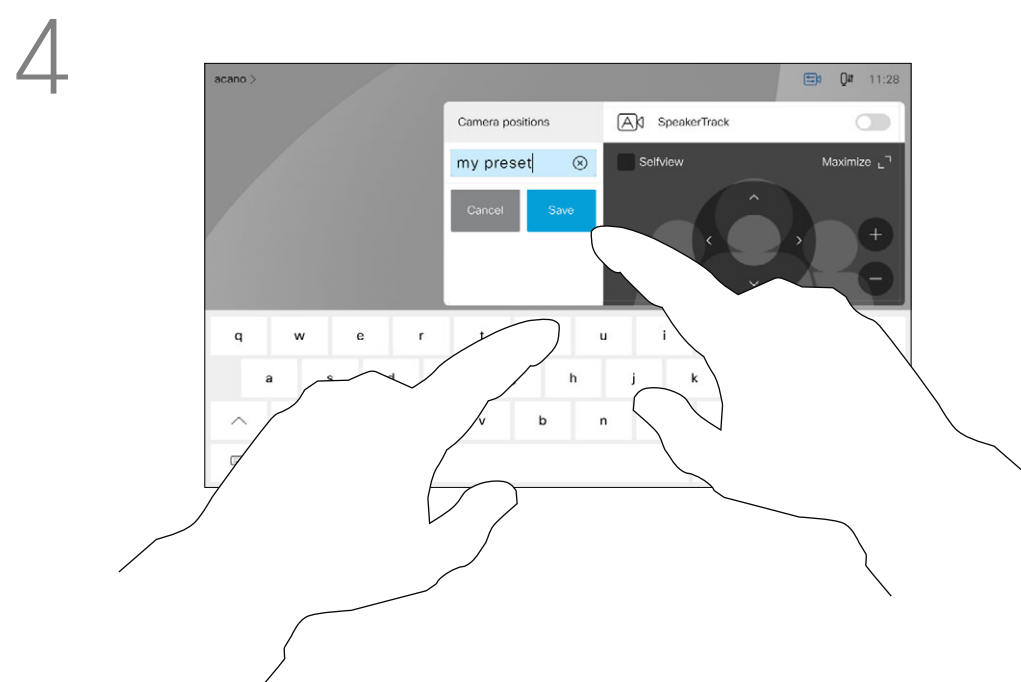 4
acano >
11:28
Camera positions
SpeakerTrack
my preset
Selfview
Maximize
Cancel
Save
q w e r t u i
a s d h j k
v b n